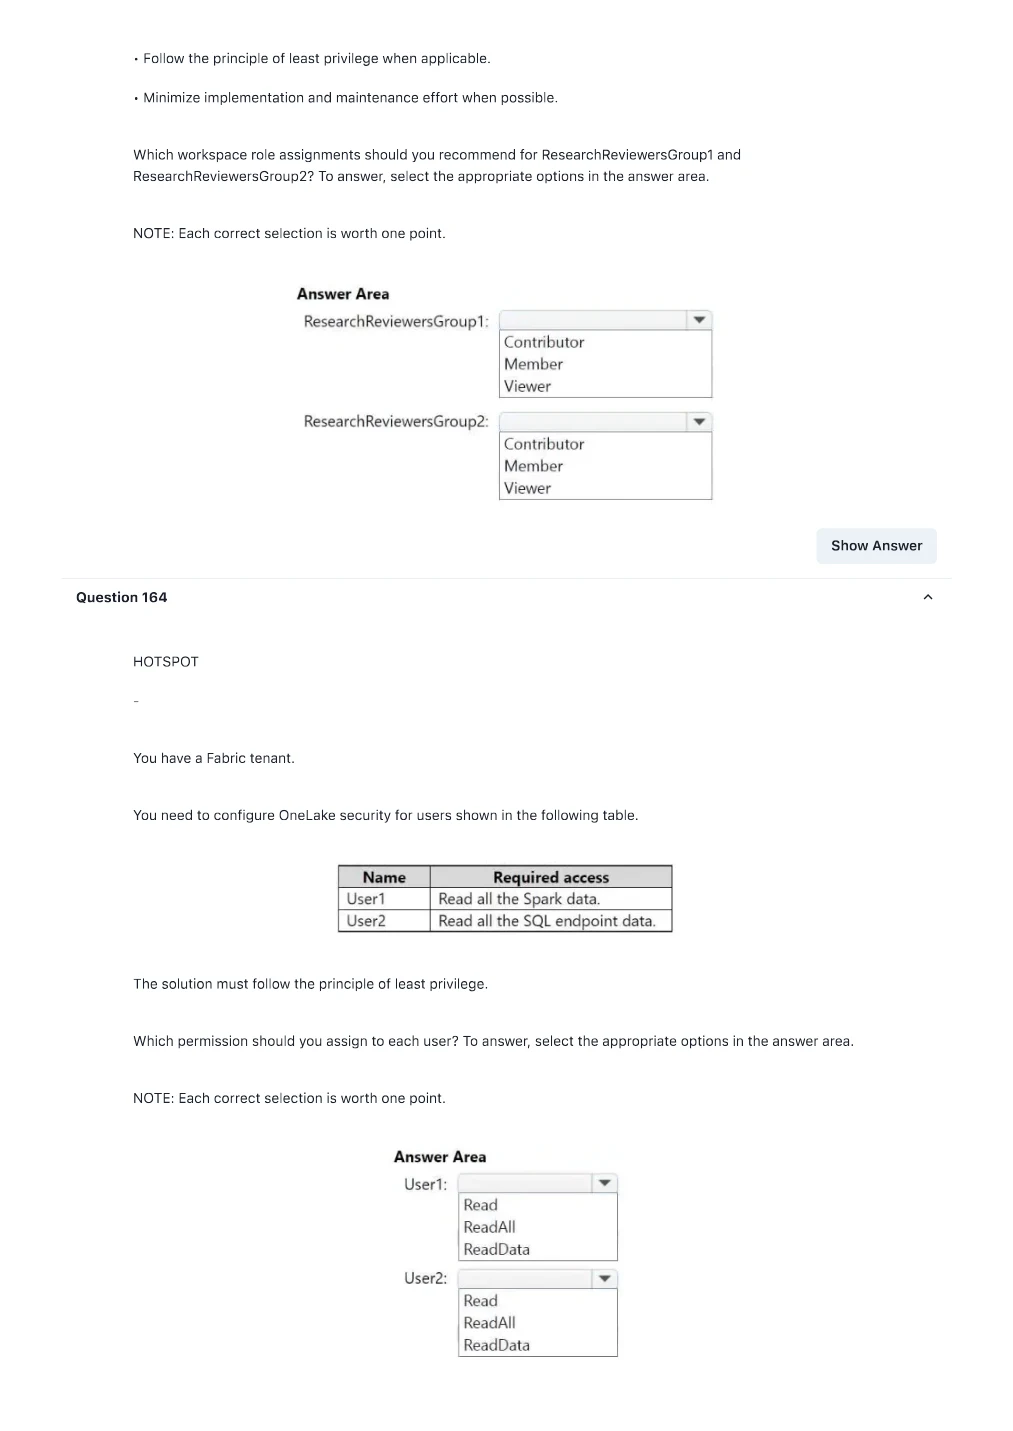 • Follow the principle of least privilege when applicable.
• Minimize implementation and maintenance effort when possible.
Which workspace role assignments should you recommend for ResearchReviewersGroup1 and
ResearchReviewersGroup2? To answer, select the appropriate options in the answer area.
NOTE: Each correct selection is worth one point.
Answer Area
ResearchReviewersGroup1:
Contributor
Member
Viewer
ResearchReviewersGroup2:
Contributor
Member
Viewer
Show Answer
Question 164
HOTSPOT
-
You have a Fabric tenant.
You need to configure OneLake security for users shown in the following table.
Name Required access
User1 Read all the Spark data.
User2 Read all the SQL endpoint data.
The solution must follow the principle of least privilege.
Which permission should you assign to each user? To answer, select the appropriate options in the answer area.
NOTE: Each correct selection is worth one point.
Answer Area
User1:
Read
ReadAll
ReadData
User2:
Read
ReadAll
ReadData